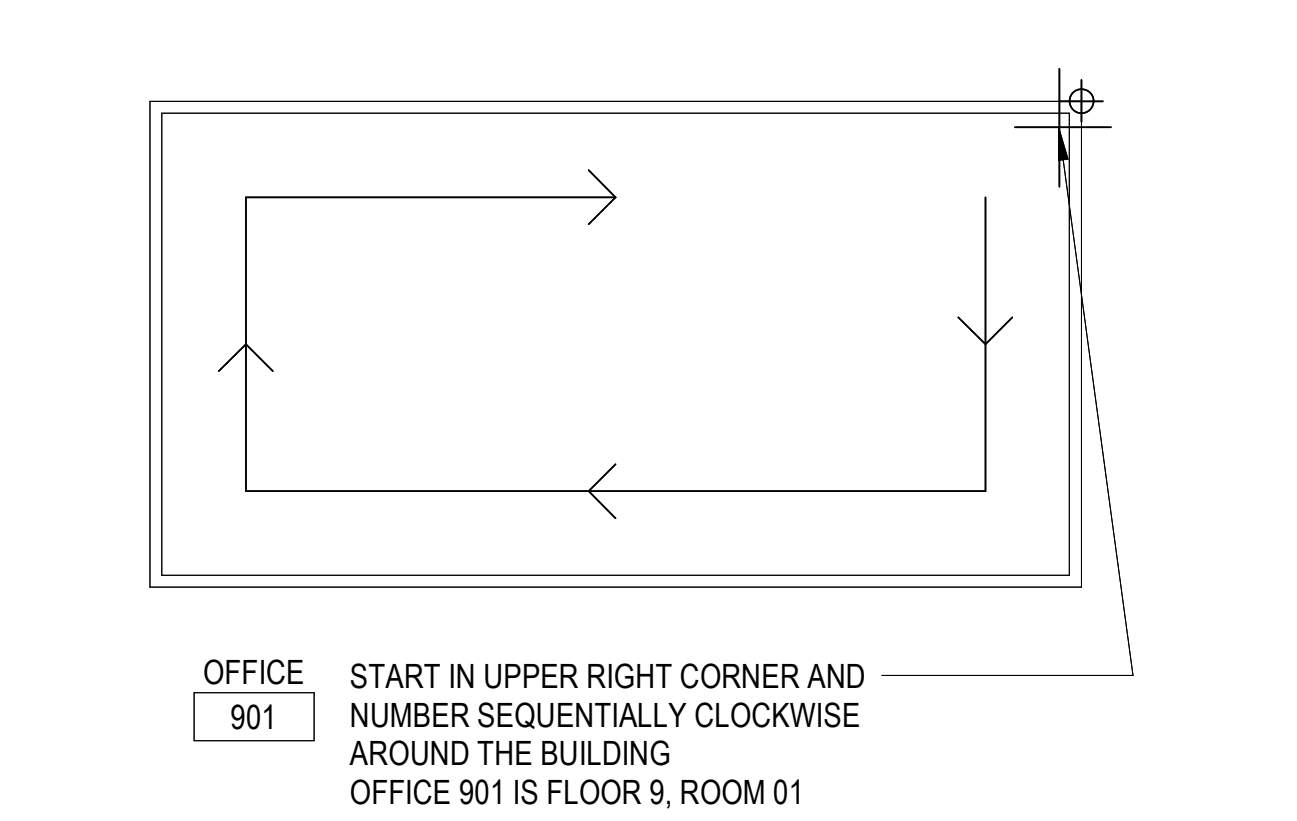 OFFICE
901
START IN UPPER RIGHT CORNER AND
NUMBER SEQUENTIALLY CLOCKWISE
AROUND THE BUILDING
OFFICE 901 IS FLOOR 9, ROOM 01